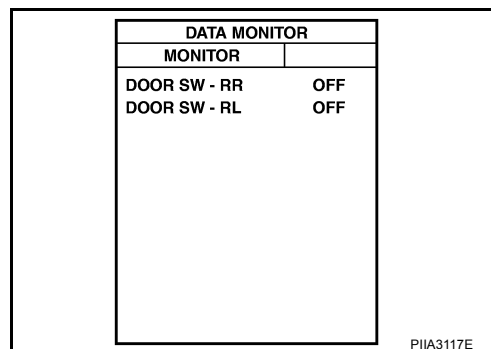 DATA MONITOR
MONITOR
DOOR SW - RR OFF
DOOR SW - RL OFF
PIIA3117E